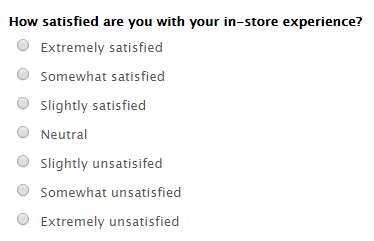 How satisfied are you with your in-store experience?
Extremely satisfied
Somewhat satisfied
Slightly satisfied
Neutral
Slightly unsatisifed
Somewhat unsatisfied
Extremely unsatisfied